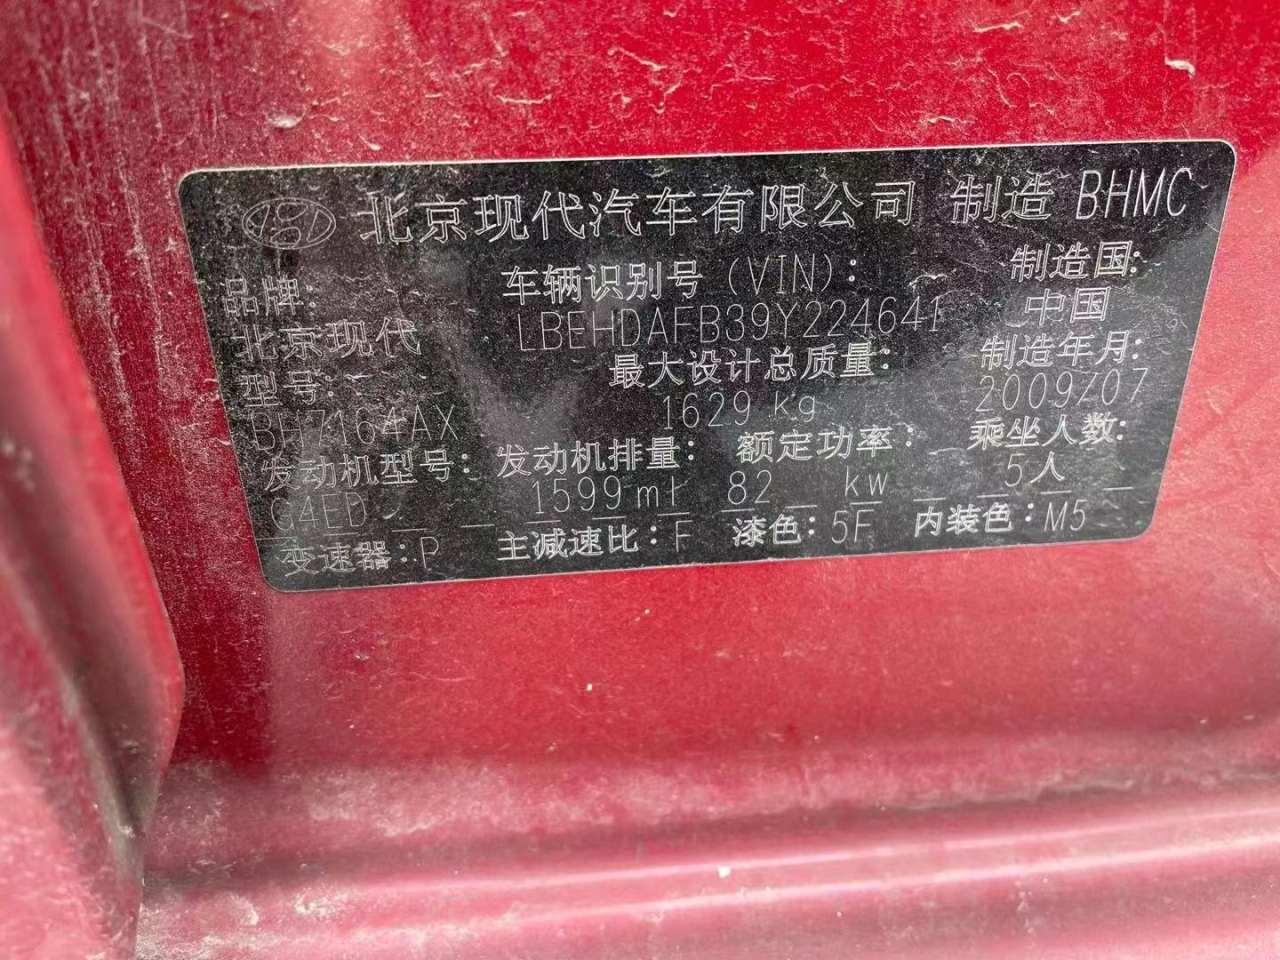 北京现代汽车有限公司 制造 BHMC
品牌: 车辆识别号 (VIN): 制造国:
北京现代 LBEHDAFB39Y224641 中国
型号: 最大设计总质量: 制造年月:
BH7164AX 1629 kg 2009/07
发动机型号: 发动机排量: 额定功率: 乘坐人数:
G4ED 1599ml 82 kw 5人
变速器:P 主减速比:F 漆色:5F 内装色:M5